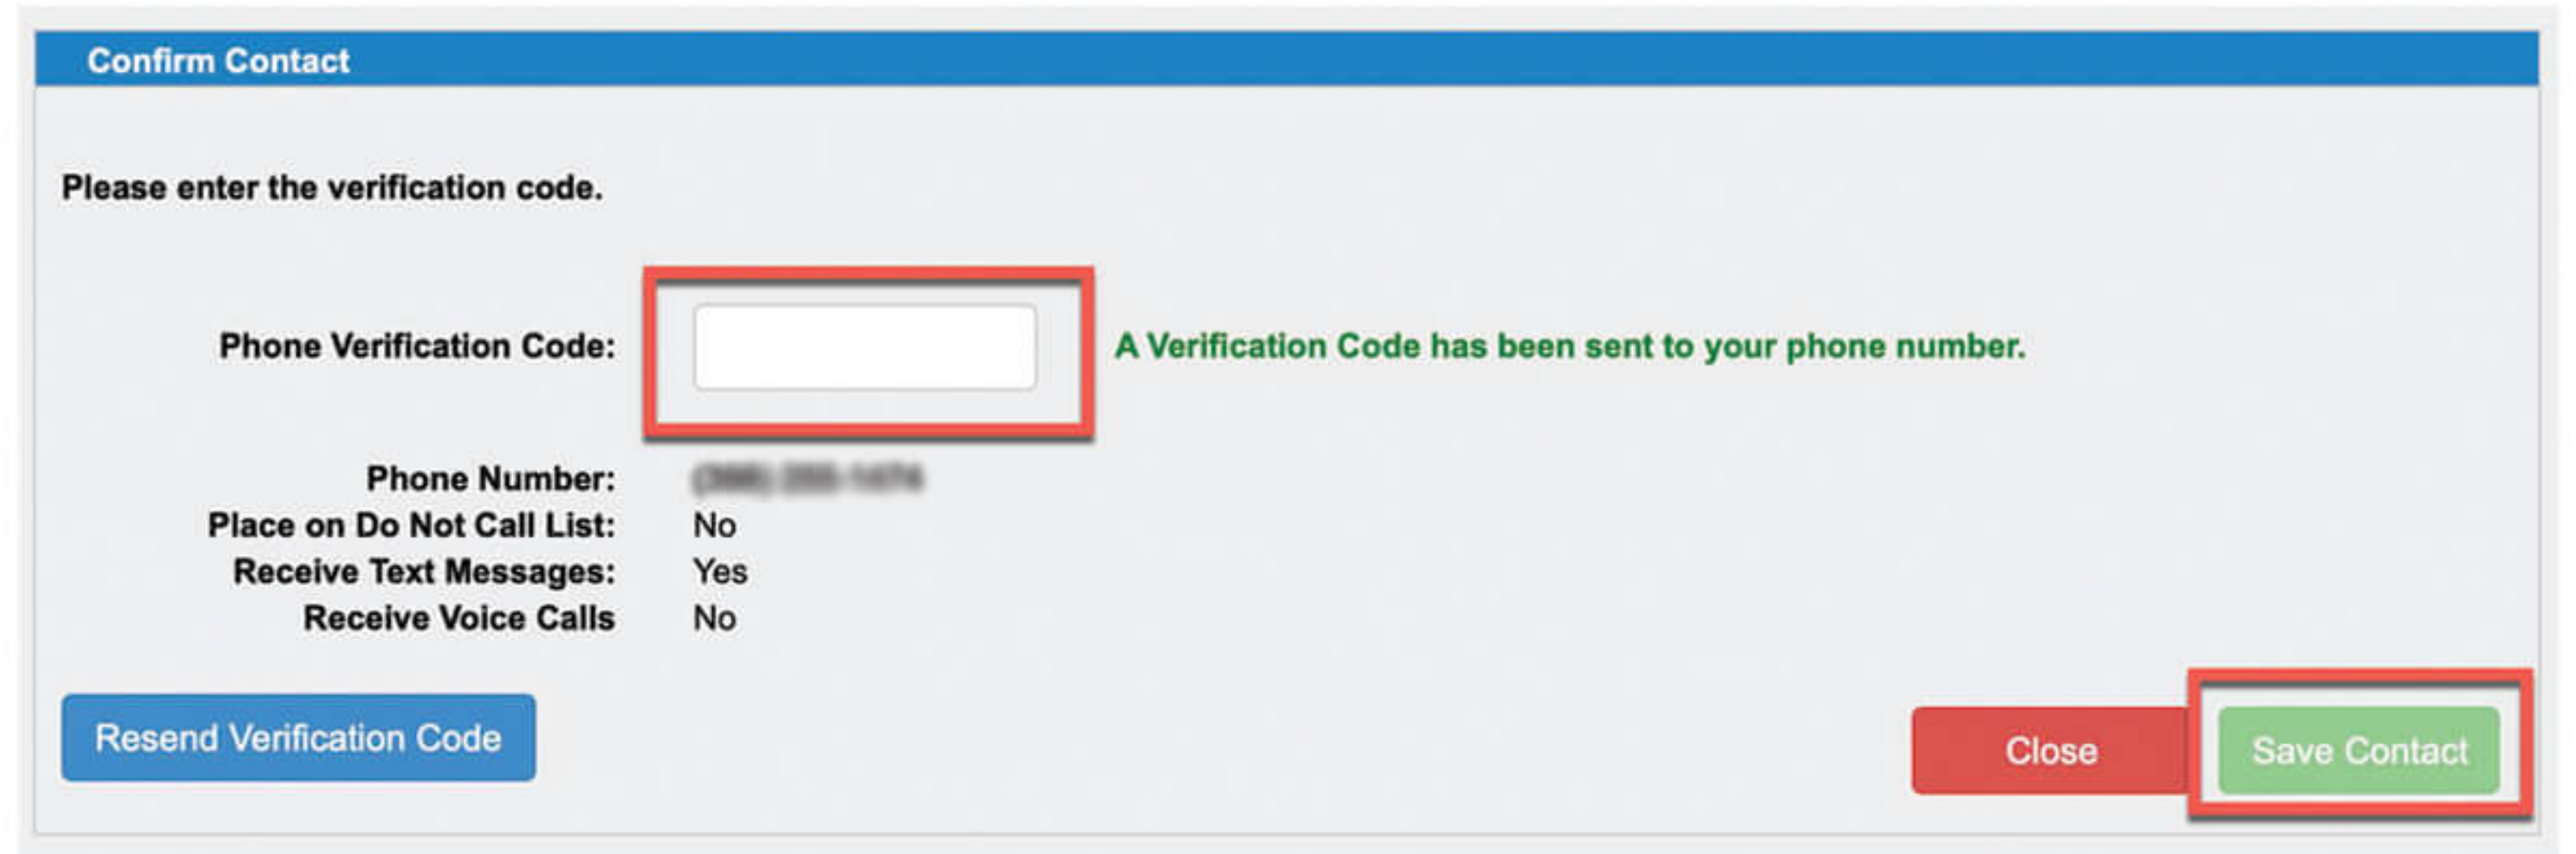 Confirm Contact
Please enter the verification code.
Phone Verification Code: A Verification Code has been sent to your phone number.
Phone Number:
Place on Do Not Call List: No
Receive Text Messages: Yes
Receive Voice Calls No
Resend Verification Code Close Save Contact